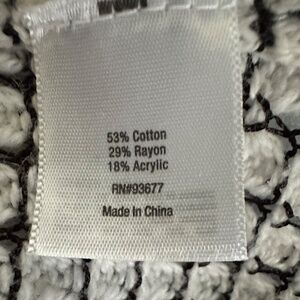 53% Cotton
29% Rayon
18% Acrylic
RN#93677
Made In China